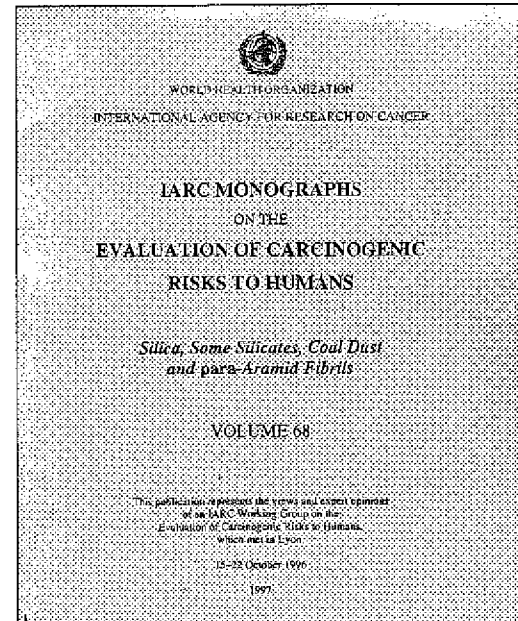 WORLD HEALTH ORGANIZATION
INTERNATIONAL AGENCY FOR RESEARCH ON CANCER
IARC MONOGRAPHS
ON THE
EVALUATION OF CARCINOGENIC
RISKS TO HUMANS
Silica, Some Silicates, Coal Dust
and para-Aramid Fibrils
VOLUME 68
This publication represents the views and expert opinions
of an IARC Working Group on the
Evaluation of Carcinogenic Risks to Humans,
which met in Lyon
15–22 October 1996
1997